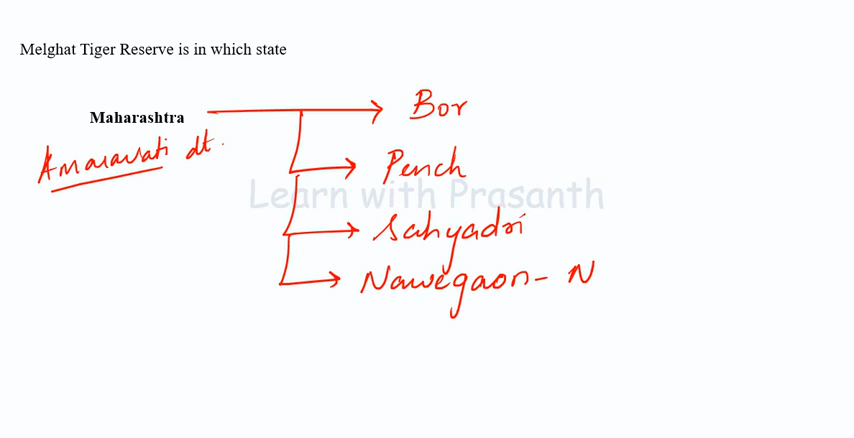 Melghat Tiger Reserve is in which state
Maharashtra
Bor
Amaravati dt.
Pench
Learn with Prasanth
Sahyadri
Nawegaon - N